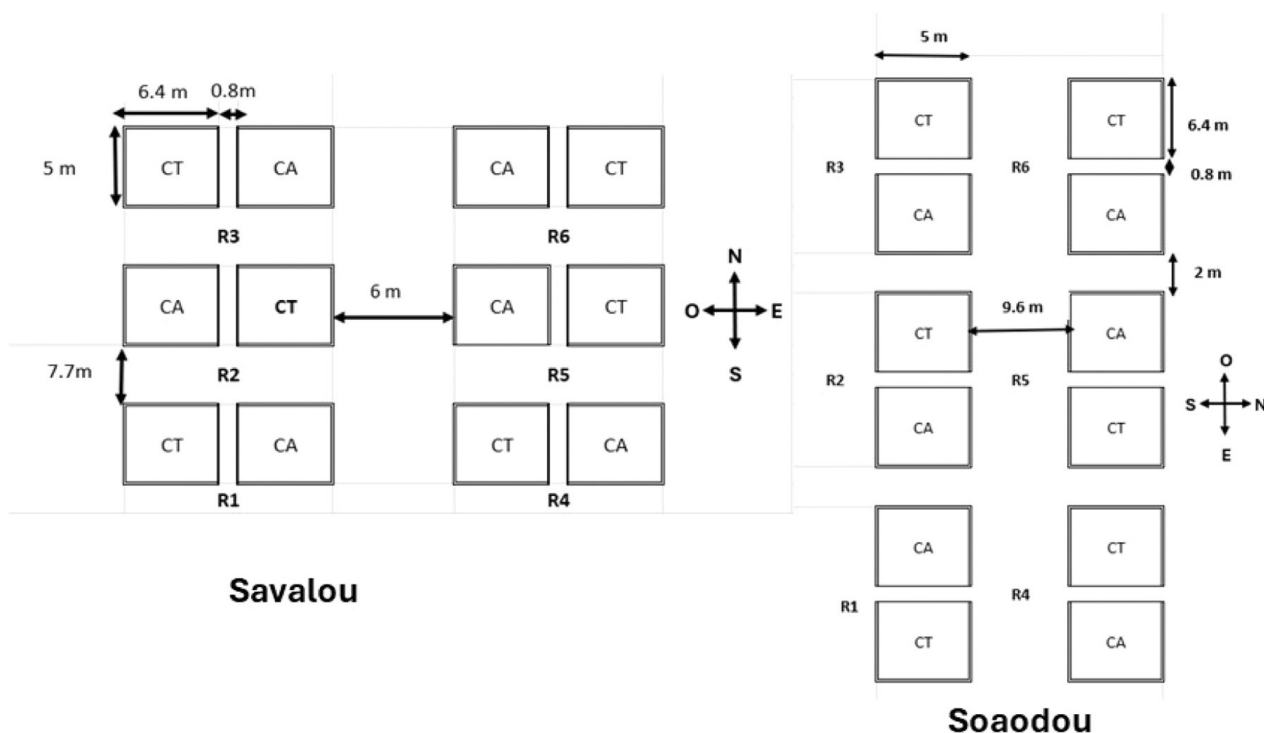 6.4 m 0.8m
5 m
CT CA CA CT
R3 R6
CA CT CA CT
6 m
7.7m
R2 R5
CT CA CT CA
R1 R4
N
O E
S
Savalou
5 m
CT CT
6.4 m
R3 R6
0.8 m
CA CA
2 m
9.6 m
CT CA
R2 R5
CA CT
O
S N
E
CA CT
R1 R4
CT CA
Soaodou